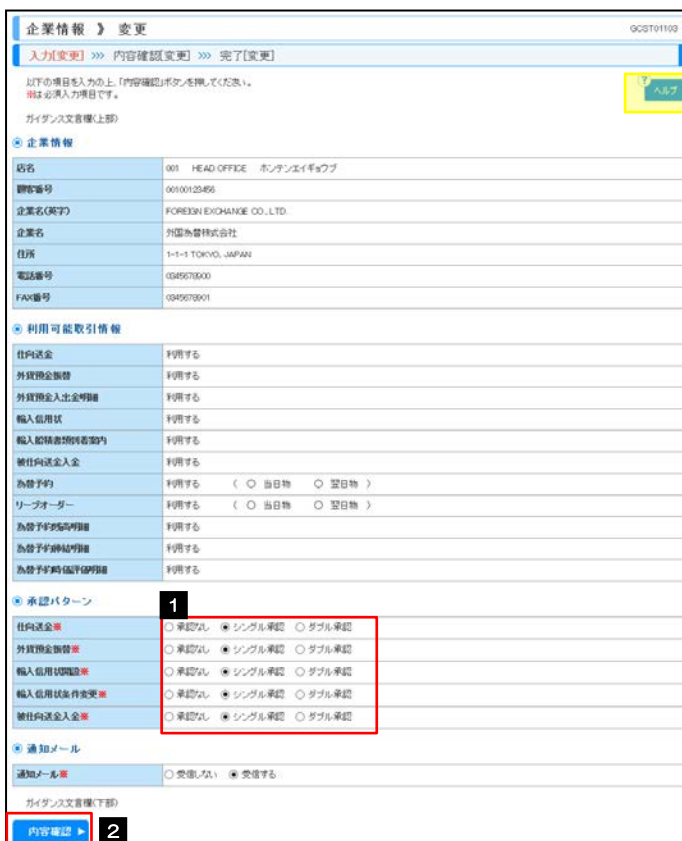 企業情報 》 変更
GCST01103
入力[変更] >>> 内容確認[変更] >>> 完了[変更]
以下の項目を入力の上、「内容確認」ボタンを押してください。
※は必須入力項目です。
? ヘルプ
ガイダンス文言欄(上部)
企業情報
店名 001 HEAD OFFICE ホンテンエイギョウブ
顧客番号 00100123456
企業名(英字) FOREIGN EXCHANGE CO.,LTD.
企業名 外国為替株式会社
住所 1-1-1 TOKYO, JAPAN
電話番号 0345678900
FAX番号 0345678901
利用可能取引情報
仕向送金 利用する
外貨預金振替 利用する
外貨預金入出金明細 利用する
輸入信用状 利用する
輸入船積書類到着案内 利用する
被仕向送金入金 利用する
為替予約 利用する ( ○ 当日物 ○ 翌日物 )
リーブオーダー 利用する ( ○ 当日物 ○ 翌日物 )
為替予約残高明細 利用する
為替予約締結明細 利用する
為替予約時価評価明細 利用する
承認パターン
1
仕向送金※ ○ 承認なし ◉ シングル承認 ○ ダブル承認
外貨預金振替※ ○ 承認なし ◉ シングル承認 ○ ダブル承認
輸入信用状開設※ ○ 承認なし ◉ シングル承認 ○ ダブル承認
輸入信用状条件変更※ ○ 承認なし ◉ シングル承認 ○ ダブル承認
被仕向送金入金※ ○ 承認なし ◉ シングル承認 ○ ダブル承認
通知メール
通知メール※ ○ 受信しない ◉ 受信する
ガイダンス文言欄(下部)
内容確認 ▶ 2